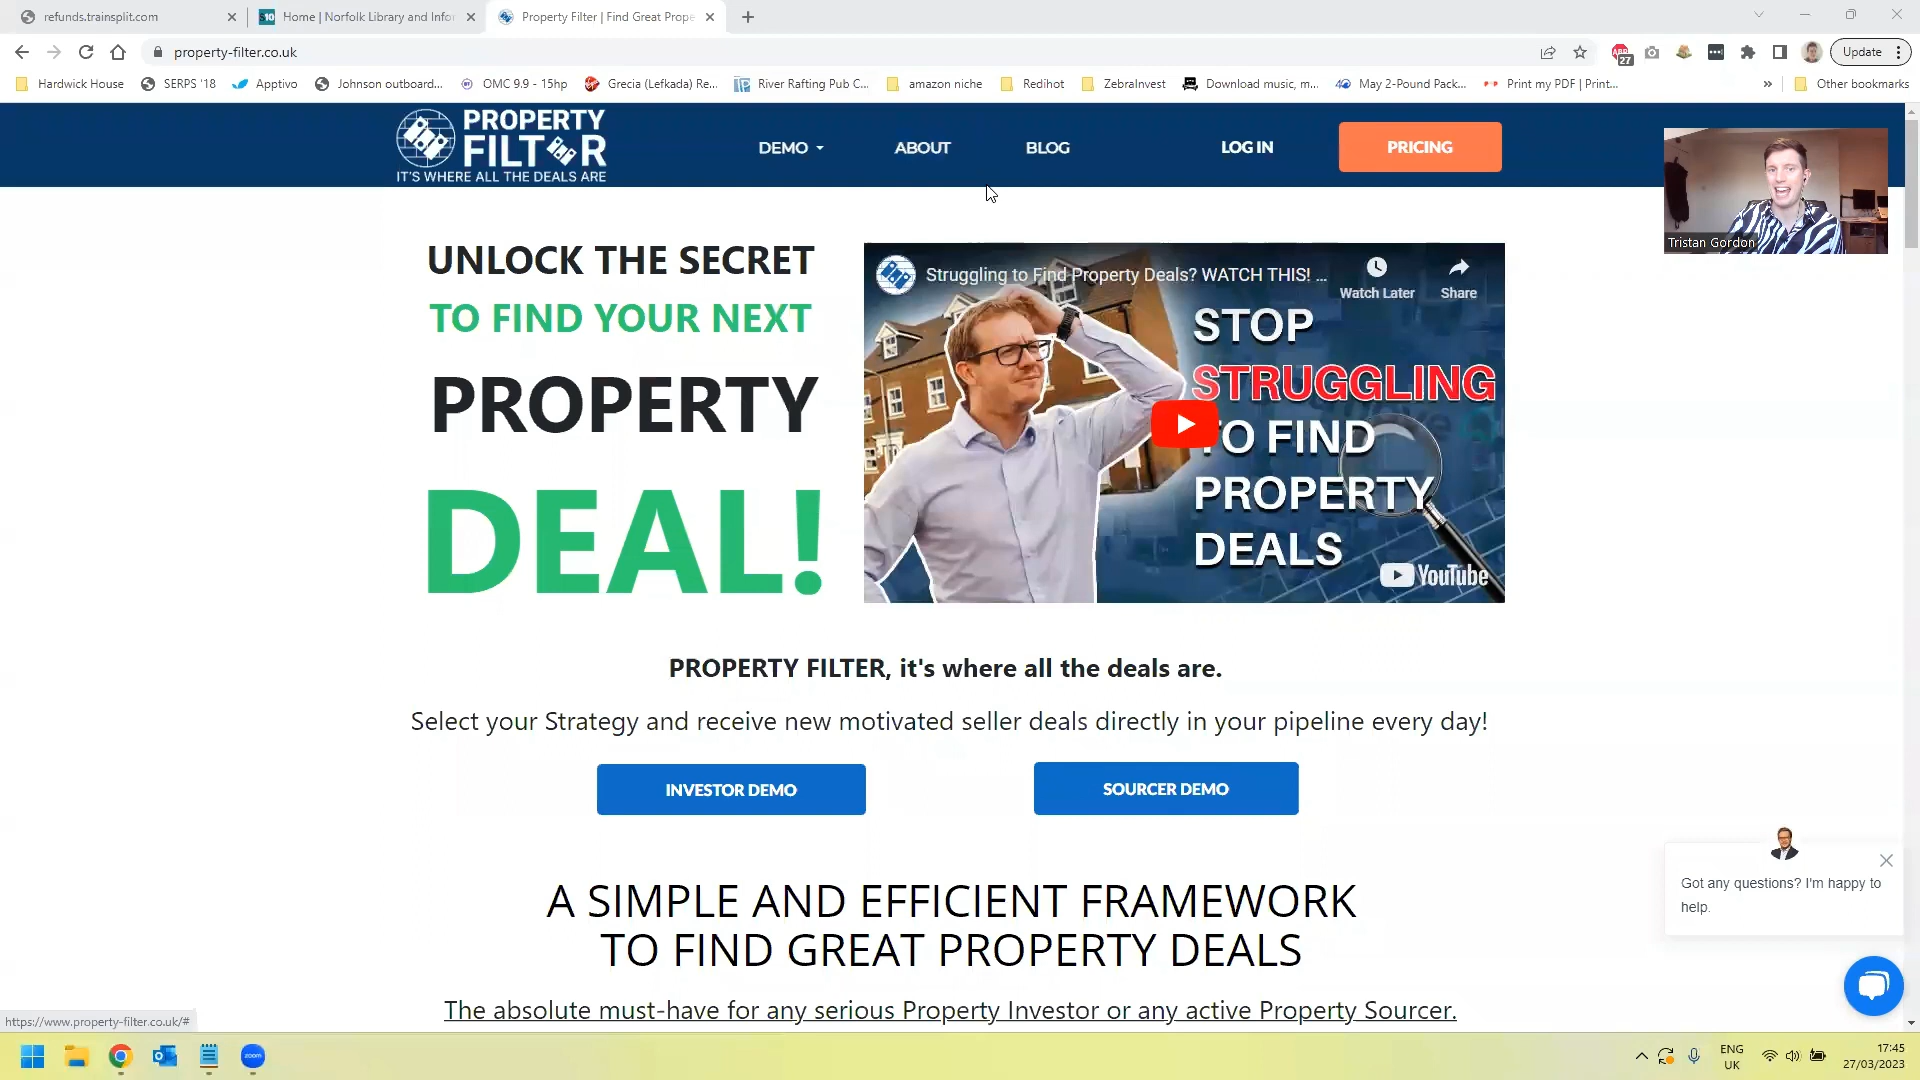 refunds.trainsplit.com
S10 Home | Norfolk Library and Infor
Property Filter | Find Great Prope
property-filter.co.uk
ABP 27
Update
Hardwick House
SERPS '18
Apptivo
Johnson outboard...
OMC 9.9 - 15hp
Grecia (Lefkada) Re...
River Rafting Pub C...
amazon niche
Redihot
ZebraInvest
Download music, m...
May 2-Pound Pack...
Print my PDF | Print...
»
Other bookmarks
PROPERTY
FILTER
IT'S WHERE ALL THE DEALS ARE
DEMO
ABOUT
BLOG
LOG IN
PRICING
Tristan Gordon
UNLOCK THE SECRET
TO FIND YOUR NEXT
PROPERTY
DEAL!
Struggling to Find Property Deals? WATCH THIS! ...
Watch Later
Share
STOP
STRUGGLING
TO FIND
PROPERTY
DEALS
YouTube
PROPERTY FILTER, it's where all the deals are.
Select your Strategy and receive new motivated seller deals directly in your pipeline every day!
INVESTOR DEMO
SOURCER DEMO
Got any questions? I'm happy to
help.
A SIMPLE AND EFFICIENT FRAMEWORK
TO FIND GREAT PROPERTY DEALS
The absolute must-have for any serious Property Investor or any active Property Sourcer.
https://www.property-filter.co.uk/#
zoom
ENG
UK
17:45
27/03/2023